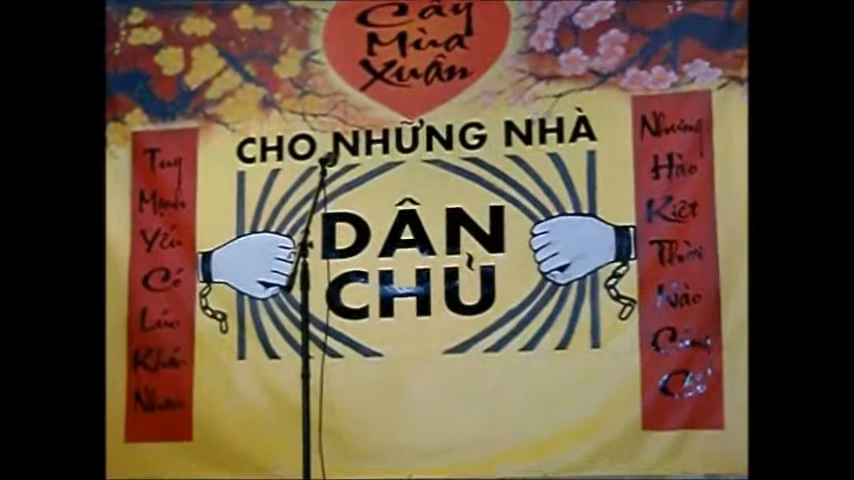 Cây
Mùa
Xuân
CHO NHỮNG NHÀ
DÂN
CHỦ
Tuy
Mạnh
Yếu
Có
Lúc
Khác
Nhau
Nhưng
Hào
Kiệt
Thời
Nào
Cũng
Có